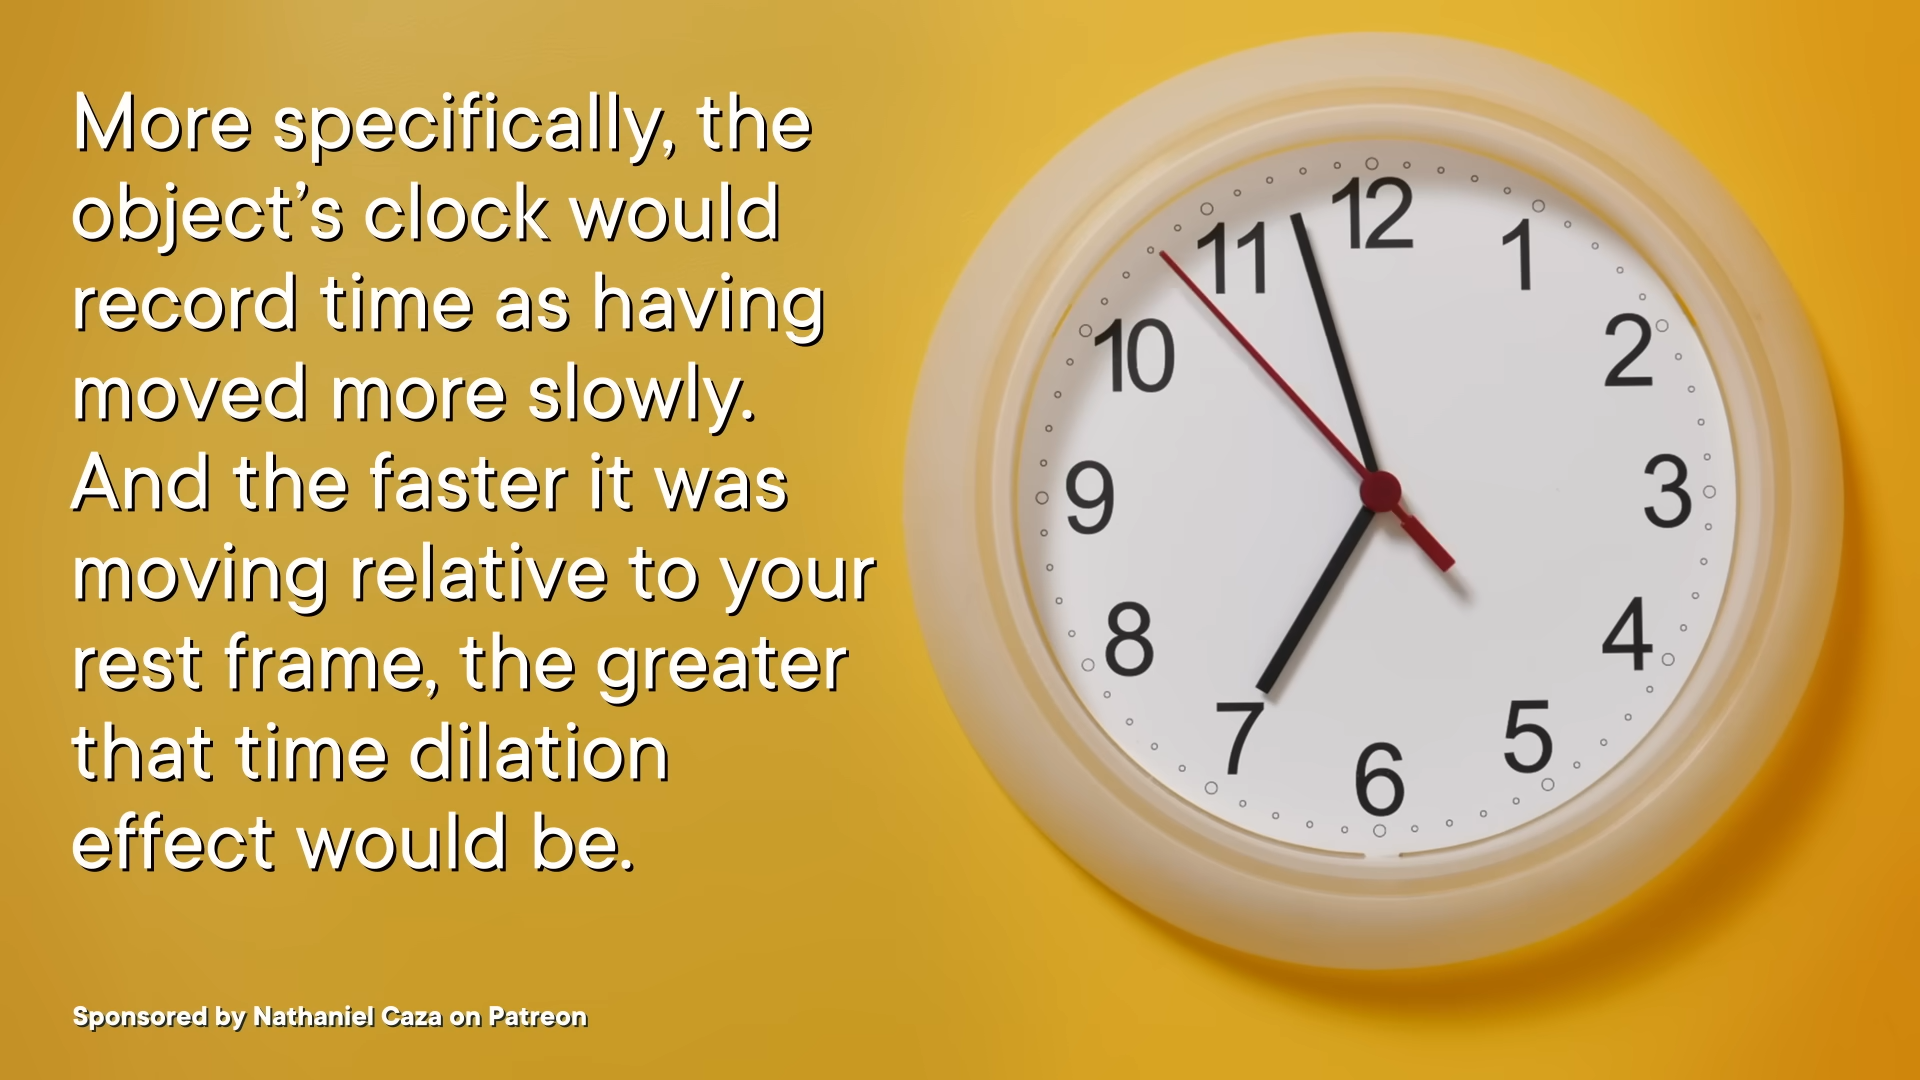 More specifically, the
object’s clock would
record time as having
moved more slowly.
And the faster it was
moving relative to your
rest frame, the greater
that time dilation
effect would be.
Sponsored by Nathaniel Caza on Patreon
12
11
1
10
2
9
3
8
4
7
5
6